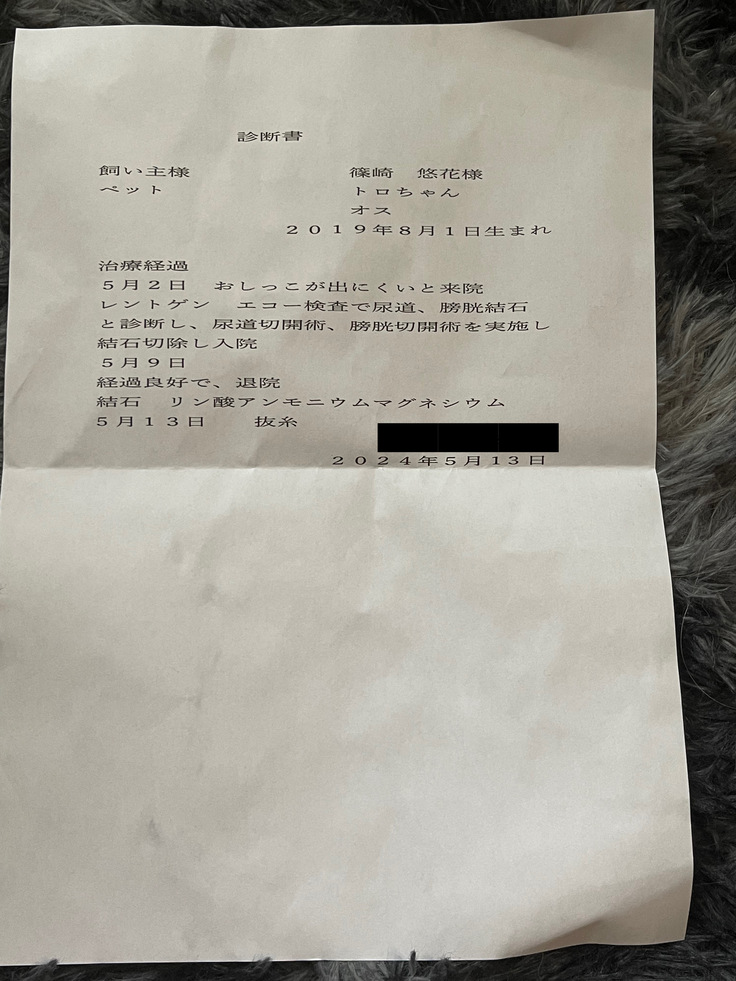 診断書
飼い主様　篠崎　悠花様
ペット　トロちゃん
オス
２０１９年８月１日生まれ
治療経過
５月２日　おしっこが出にくいと来院
レントゲン　エコー検査で尿道、膀胱結石
と診断し、尿道切開術、膀胱切開術を実施し
結石切除し入院
５月９日
経過良好で、退院
結石　リン酸アンモニウムマグネシウム
５月１３日　抜糸
２０２４年５月１３日